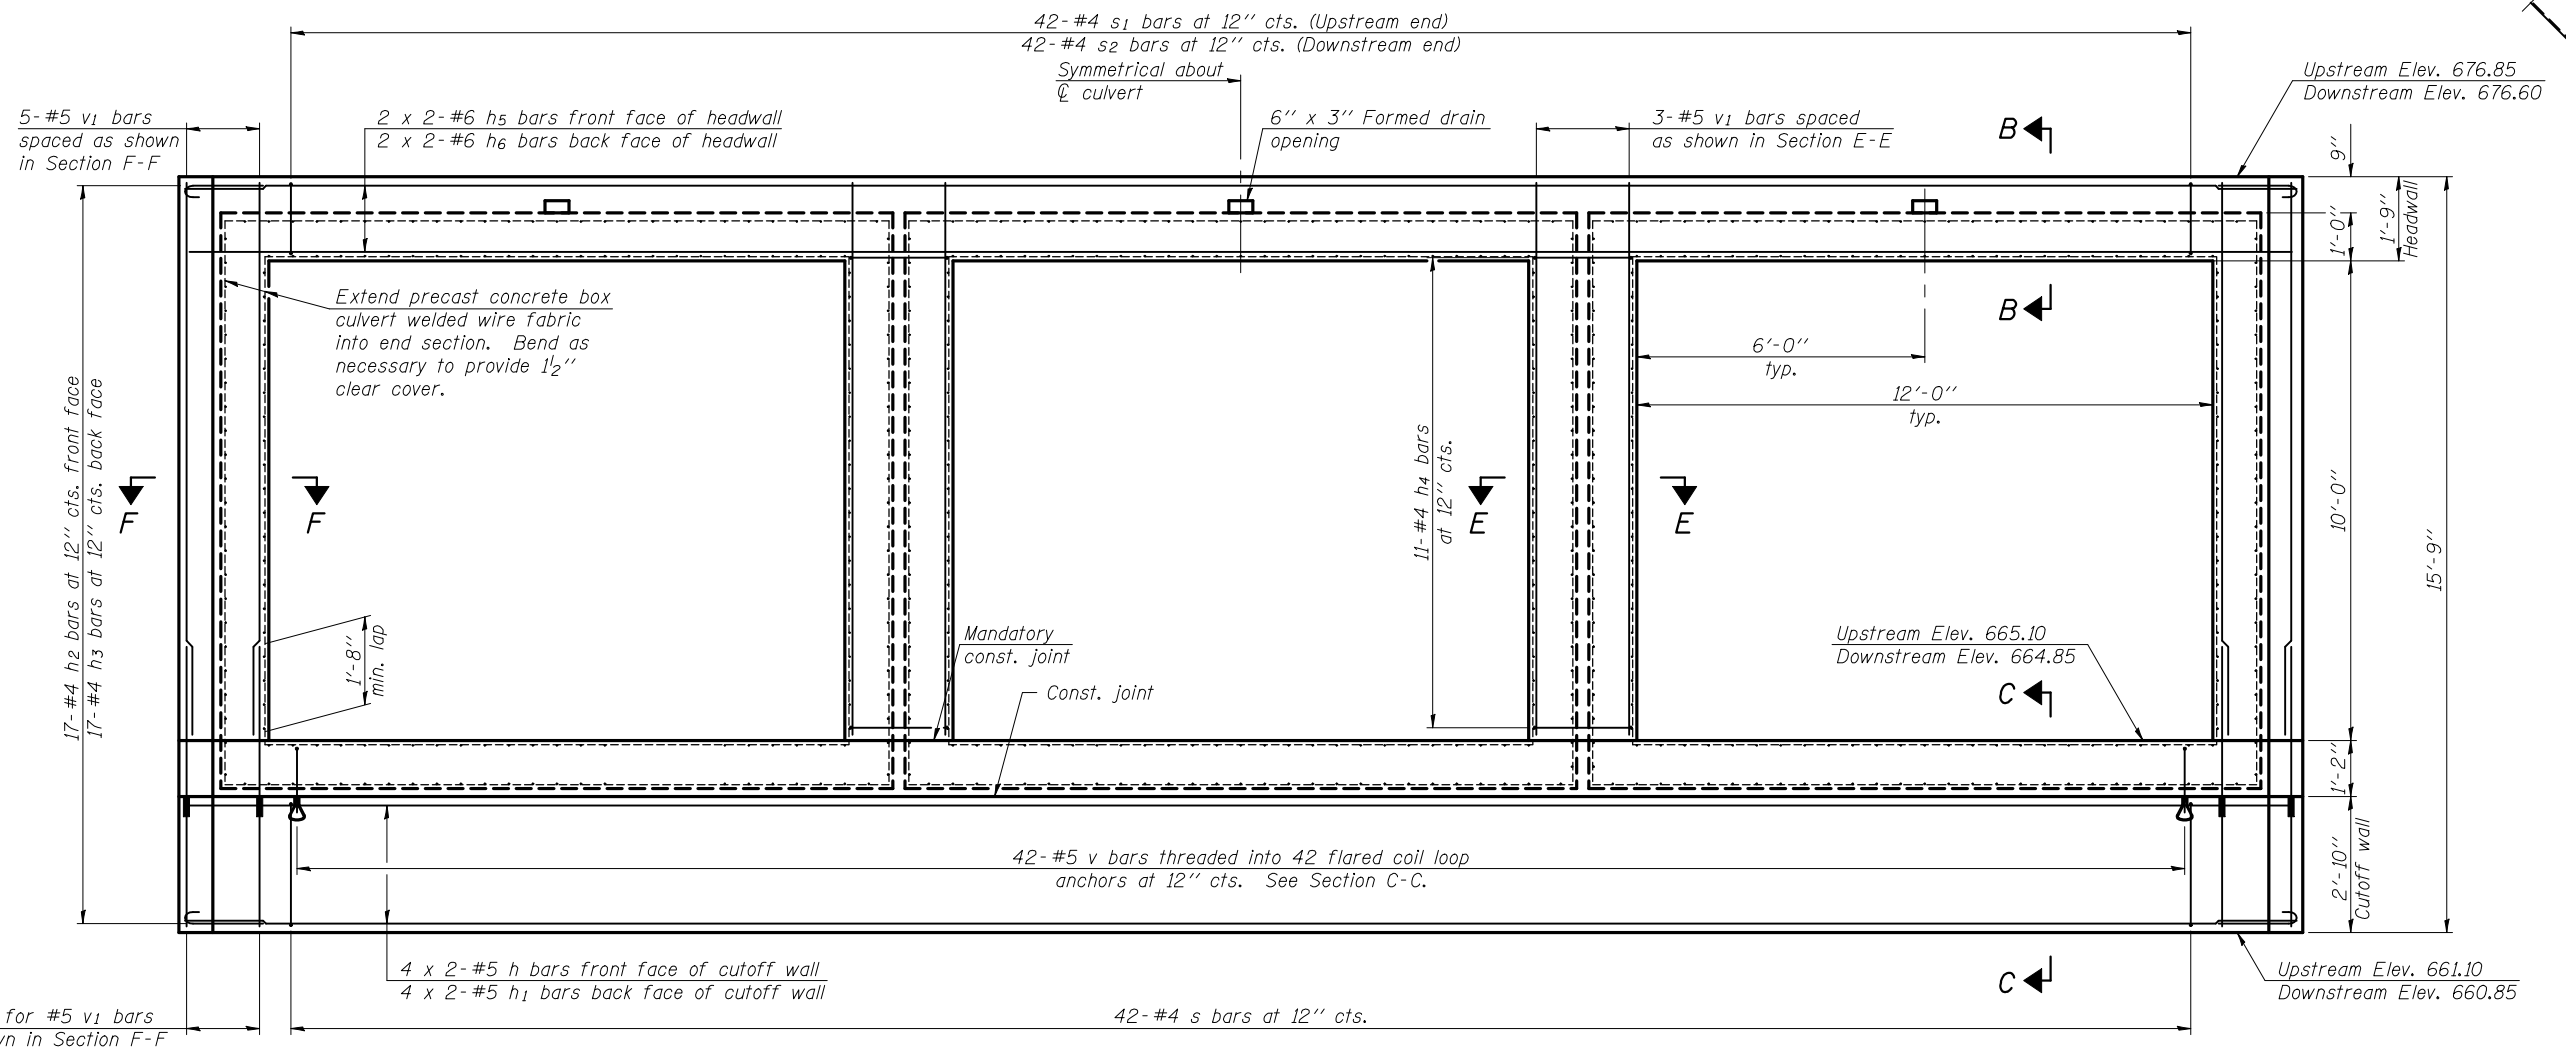 42-#4 s1 bars at 12'' cts. (Upstream end)
42-#4 s2 bars at 12'' cts. (Downstream end)
Symmetrical about
℄ culvert
Upstream Elev. 676.85
Downstream Elev. 676.60
5-#5 v1 bars
spaced as shown
in Section F-F
2 x 2-#6 h5 bars front face of headwall
2 x 2-#6 h6 bars back face of headwall
6'' x 3'' Formed drain
opening
3-#5 v1 bars spaced
as shown in Section E-E
B
9''
1'-0''
1'-9''
Headwall
Extend precast concrete box
culvert welded wire fabric
into end section. Bend as
necessary to provide 1 1/2''
clear cover.
B
6'-0''
typ.
12'-0''
typ.
17-#4 h2 bars at 12'' cts. front face
17-#4 h3 bars at 12'' cts. back face
F
F
11-#4 h4 bars
at 12'' cts.
E
E
10'-0''
15'-9''
1'-8''
min. lap
Mandatory
const. joint
Const. joint
Upstream Elev. 665.10
Downstream Elev. 664.85
C
1'-2''
42-#5 v bars threaded into 42 flared coil loop
anchors at 12'' cts. See Section C-C.
2'-10''
Cutoff wall
4 x 2-#5 h bars front face of cutoff wall
4 x 2-#5 h1 bars back face of cutoff wall
C
Upstream Elev. 661.10
Downstream Elev. 660.85
for #5 v1 bars
wn in Section F-F
42-#4 s bars at 12'' cts.